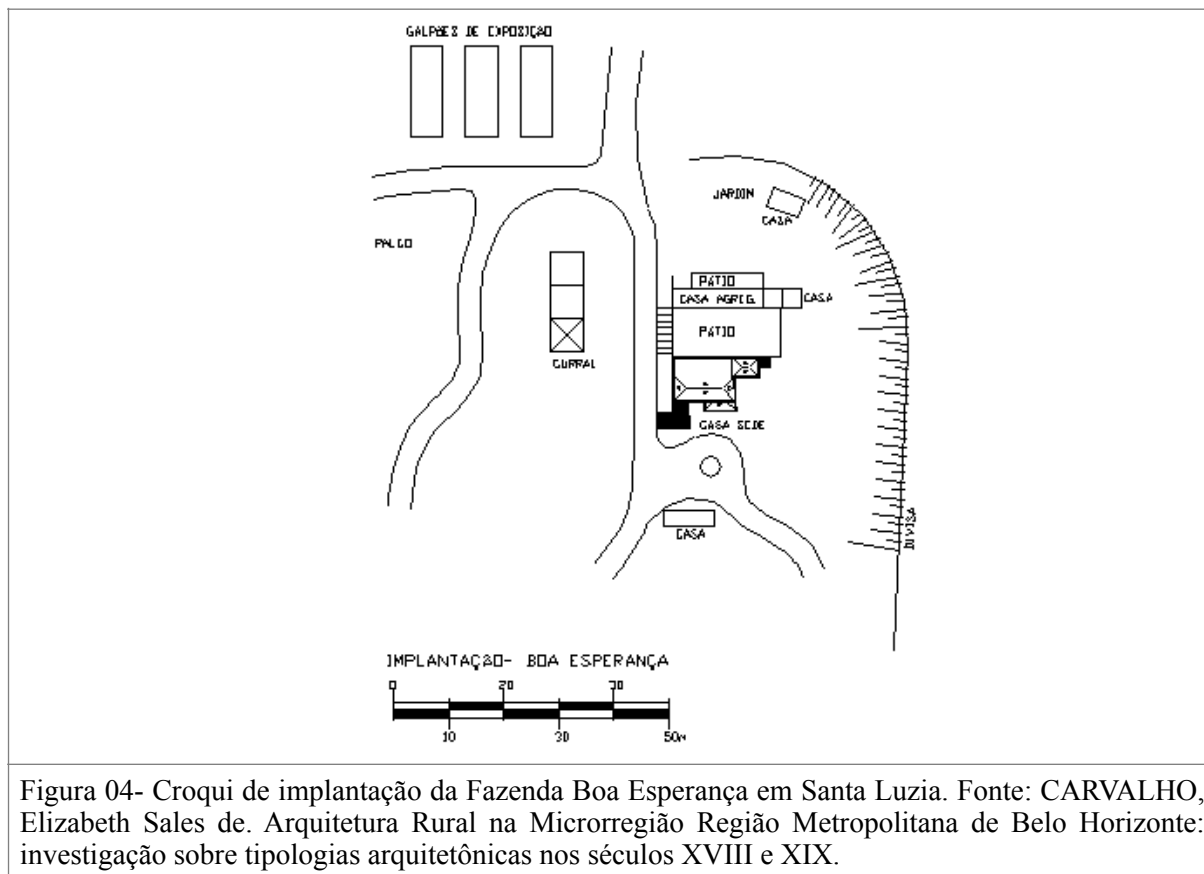 GALPÕES DE EXPOSIÇÃO
JARDIN
CASA
PALCO
PÁTIO
CASA AGREG.
CASA
PÁTIO
CURRAL
CASA SEDE
CASA
DIVISA
IMPLANTAÇÃO- BOA ESPERANÇA
0 20 30
10 30 50M
Figura 04- Croqui de implantação da Fazenda Boa Esperança em Santa Luzia. Fonte: CARVALHO,
Elizabeth Sales de. Arquitetura Rural na Microrregião Região Metropolitana de Belo Horizonte:
investigação sobre tipologias arquitetônicas nos séculos XVIII e XIX.